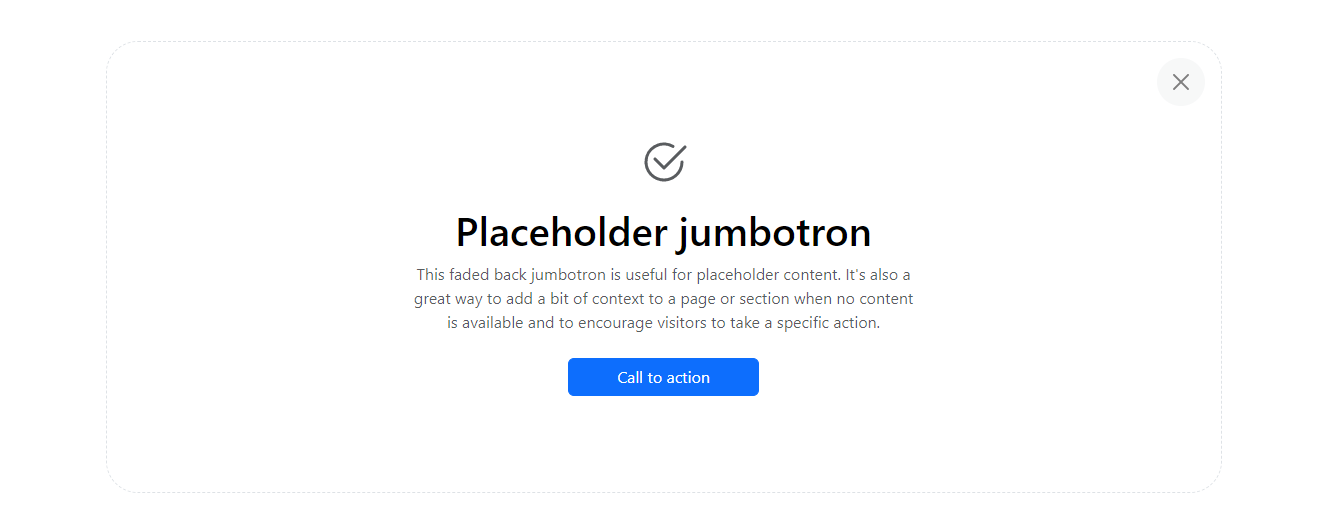 Placeholder jumbotron
This faded back jumbotron is useful for placeholder content. It's also a
great way to add a bit of context to a page or section when no content
is available and to encourage visitors to take a specific action.
Call to action